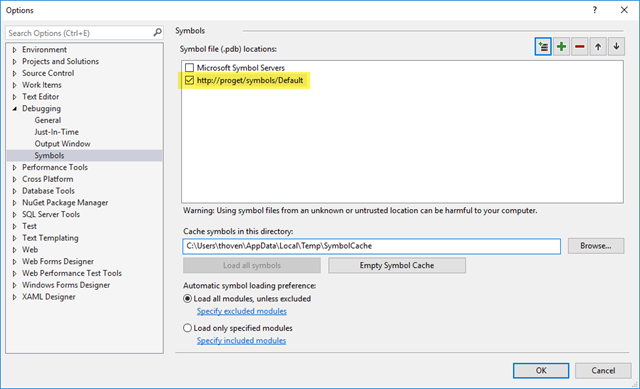 Options
?
Search Options (Ctrl+E)
Environment
Projects and Solutions
Source Control
Work Items
Text Editor
Debugging
General
Just-In-Time
Output Window
Symbols
Performance Tools
Cross Platform
Database Tools
NuGet Package Manager
SQL Server Tools
Test
Text Templating
Web
Web Forms Designer
Web Performance Test Tools
Windows Forms Designer
XAML Designer
Symbols
Symbol file (.pdb) locations:
Microsoft Symbol Servers
http://proget/symbols/Default
Warning: Using symbol files from an unknown or untrusted location can be harmful to your computer.
Cache symbols in this directory:
C:\Users\thoven\AppData\Local\Temp\SymbolCache
Browse...
Load all symbols
Empty Symbol Cache
Automatic symbol loading preference:
Load all modules, unless excluded
Specify excluded modules
Load only specified modules
Specify included modules
OK
Cancel